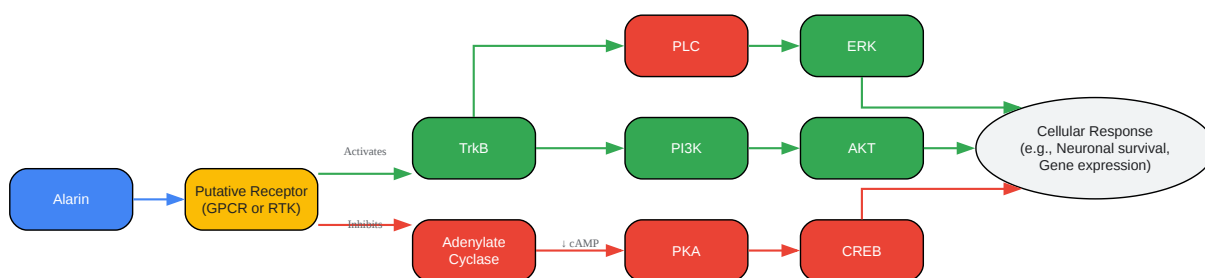 Alarin
Putative Receptor
(GPCR or RTK)
Activates
Inhibits
TrkB
Adenylate
Cyclase
↓ cAMP
PLC
PI3K
PKA
ERK
AKT
CREB
Cellular Response
(e.g., Neuronal survival,
Gene expression)